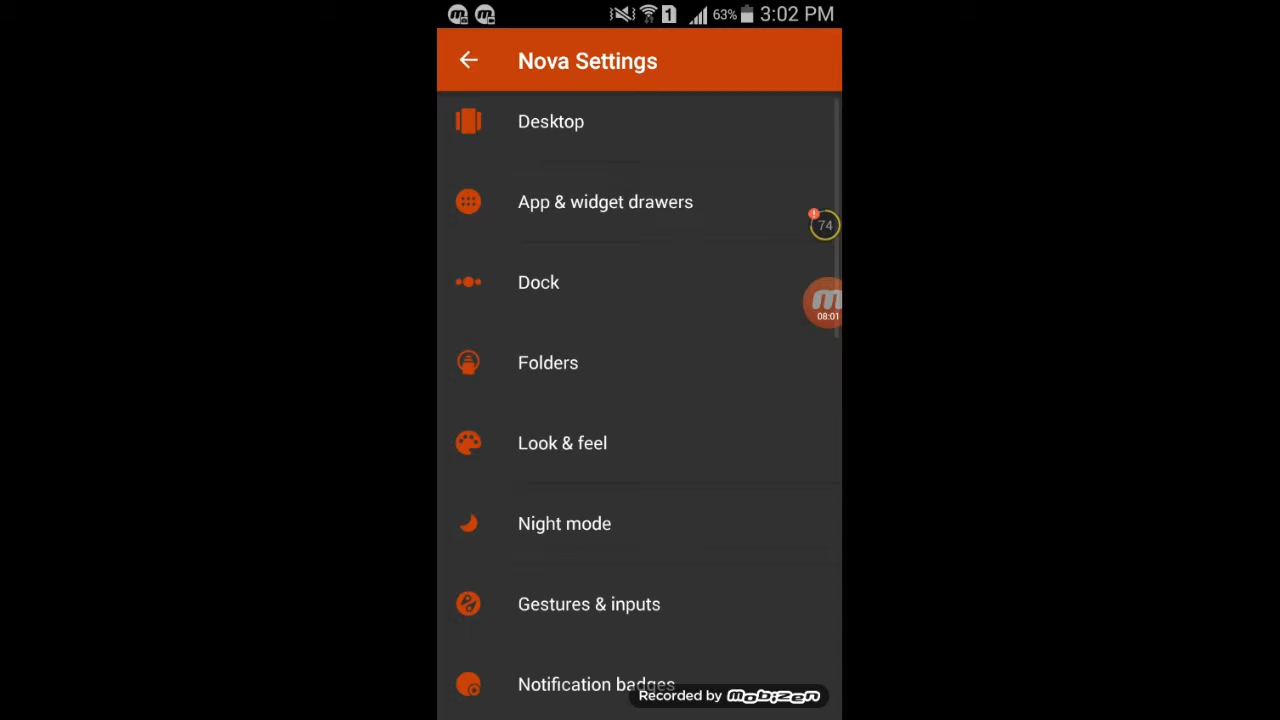 1 63% 3:02 PM
Nova Settings
Desktop
App & widget drawers
74
Dock
08:01
Folders
Look & feel
Night mode
Gestures & inputs
Notification badges
Recorded by mobizen